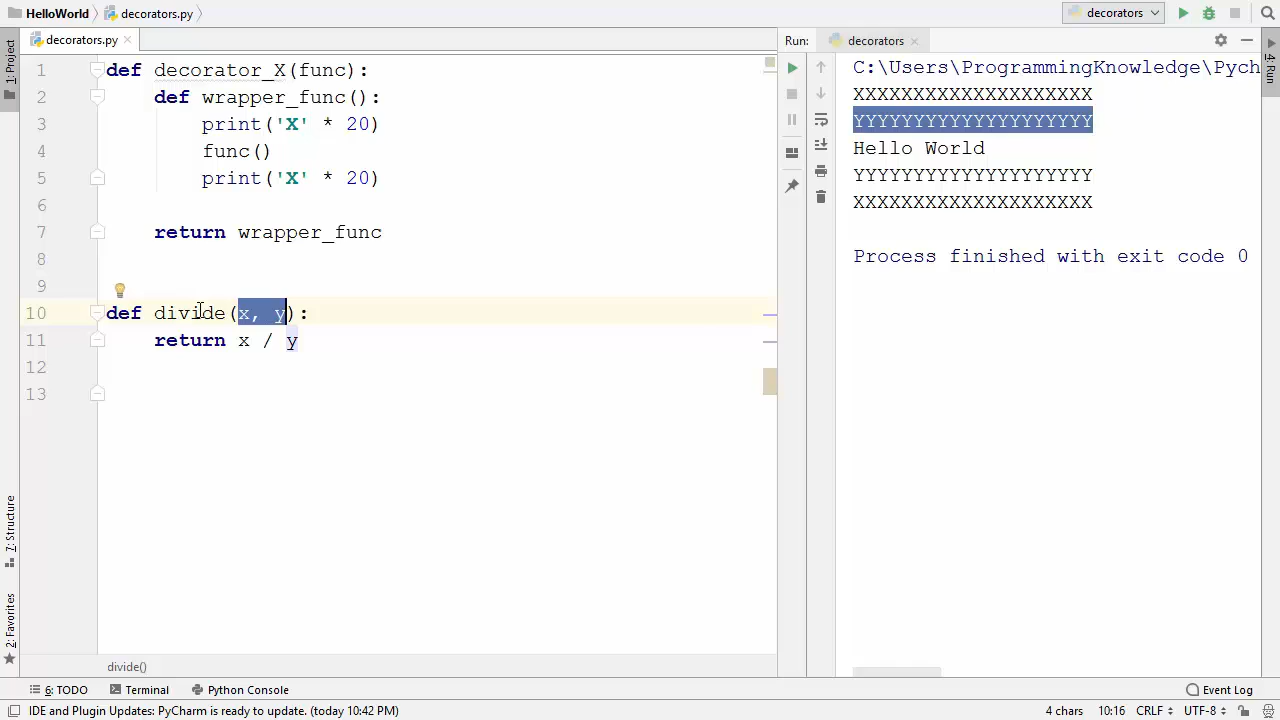 HelloWorld decorators.py decorators
decorators.py Run: decorators
1 def decorator_X(func):
2 def wrapper_func():
3 print('X' * 20)
4 func()
5 print('X' * 20)
6
7 return wrapper_func
8
9
10 def divide(x, y):
11 return x / y
12
13
C:\Users\ProgrammingKnowledge\Pych
XXXXXXXXXXXXXXXXXXXX
YYYYYYYYYYYYYYYYYYYY
Hello World
YYYYYYYYYYYYYYYYYYYY
XXXXXXXXXXXXXXXXXXXX
Process finished with exit code 0
1: Project
7: Structure
2: Favorites
4: Run
divide()
6: TODO Terminal Python Console Event Log
IDE and Plugin Updates: PyCharm is ready to update. (today 10:42 PM) 4 chars 10:16 CRLF UTF-8